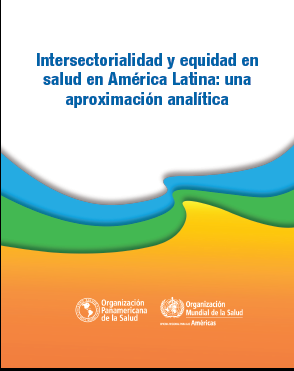 Intersectorialidad y equidad en
salud en América Latina: una
aproximación analítica
Organización
Panamericana
de la Salud
Organización
Mundial de la Salud
Américas